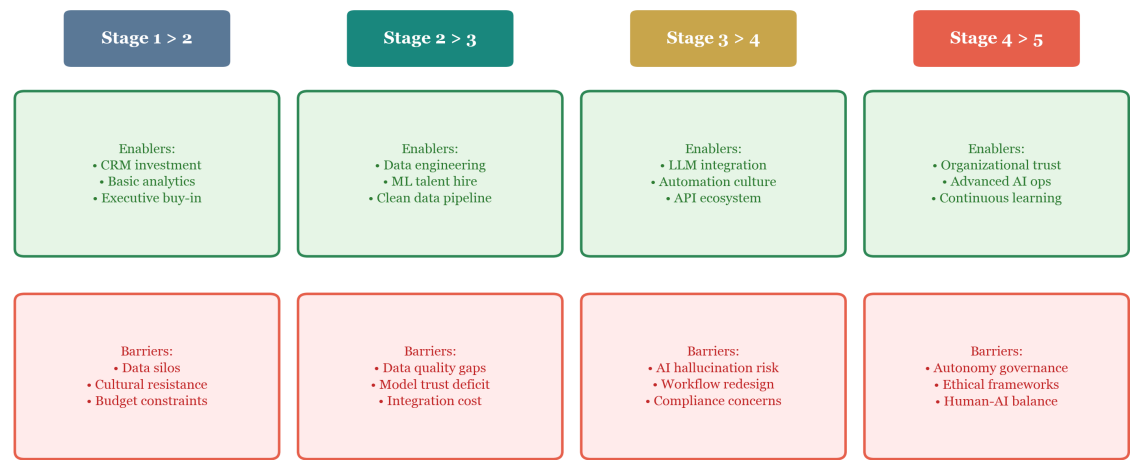 Stage 1 > 2
Stage 2 > 3
Stage 3 > 4
Stage 4 > 5
Enablers:
• CRM investment
• Basic analytics
• Executive buy-in
Enablers:
• Data engineering
• ML talent hire
• Clean data pipeline
Enablers:
• LLM integration
• Automation culture
• API ecosystem
Enablers:
• Organizational trust
• Advanced AI ops
• Continuous learning
Barriers:
• Data silos
• Cultural resistance
• Budget constraints
Barriers:
• Data quality gaps
• Model trust deficit
• Integration cost
Barriers:
• AI hallucination risk
• Workflow redesign
• Compliance concerns
Barriers:
• Autonomy governance
• Ethical frameworks
• Human-AI balance